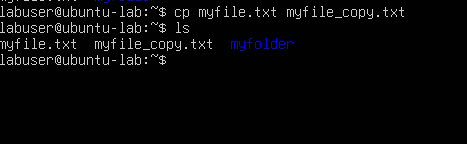 labuser@ubuntu-lab:~$ cp myfile.txt myfile_copy.txt
labuser@ubuntu-lab:~$ ls
myfile.txt  myfile_copy.txt  myfolder
labuser@ubuntu-lab:~$